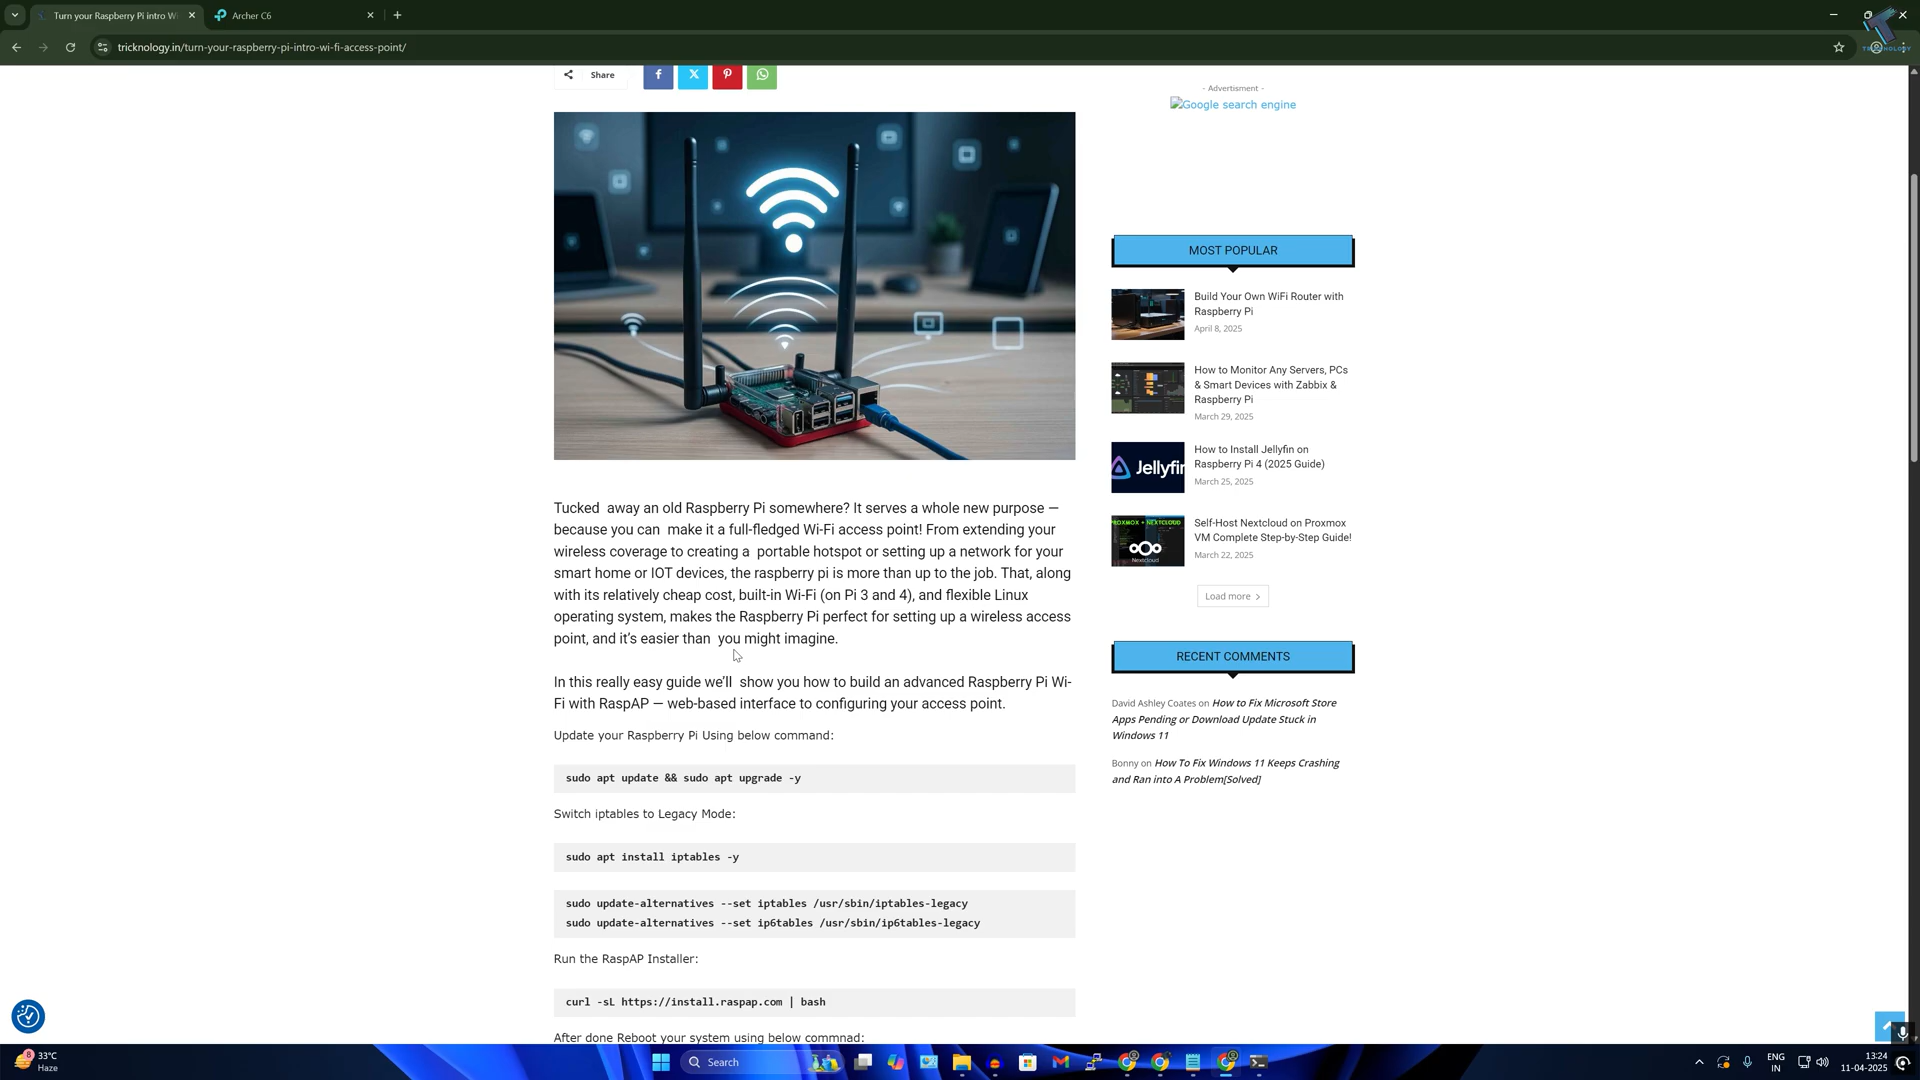 Turn your Raspberry Pi intro Wi
Archer C6
tricknology.in/turn-your-raspberry-pi-intro-wi-fi-access-point/
Share
- Advertisment -
Google search engine
MOST POPULAR
Build Your Own WiFi Router with
Raspberry Pi
April 8, 2025
How to Monitor Any Servers, PCs
& Smart Devices with Zabbix &
Raspberry Pi
March 29, 2025
Jellyfin
How to Install Jellyfin on
Raspberry Pi 4 (2025 Guide)
March 25, 2025
PROXMOX + NEXTCLOUD
Nextcloud
Self-Host Nextcloud on Proxmox
VM Complete Step-by-Step Guide!
March 22, 2025
Load more
RECENT COMMENTS
David Ashley Coates on How to Fix Microsoft Store
Apps Pending or Download Update Stuck in
Windows 11
Bonny on How To Fix Windows 11 Keeps Crashing
and Ran into A Problem[Solved]
Tucked  away an old Raspberry Pi somewhere? It serves a whole new purpose —
because you can  make it a full-fledged Wi-Fi access point! From extending your
wireless coverage to creating a  portable hotspot or setting up a network for your
smart home or IOT devices, the raspberry pi is more than up to the job. That, along
with its relatively cheap cost, built-in Wi-Fi (on Pi 3 and 4), and flexible Linux
operating system, makes the Raspberry Pi perfect for setting up a wireless access
point, and it's easier than  you might imagine.
In this really easy guide we'll  show you how to build an advanced Raspberry Pi Wi-
Fi with RaspAP — web-based interface to configuring your access point.
Update your Raspberry Pi Using below command:
sudo apt update && sudo apt upgrade -y
Switch iptables to Legacy Mode:
sudo apt install iptables -y
sudo update-alternatives --set iptables /usr/sbin/iptables-legacy
sudo update-alternatives --set ip6tables /usr/sbin/ip6tables-legacy
Run the RaspAP Installer:
curl -sL https://install.raspap.com | bash
After done Reboot your system using below commnad:
8
33°C
Haze
Search
ENG
IN
13:24
11-04-2025